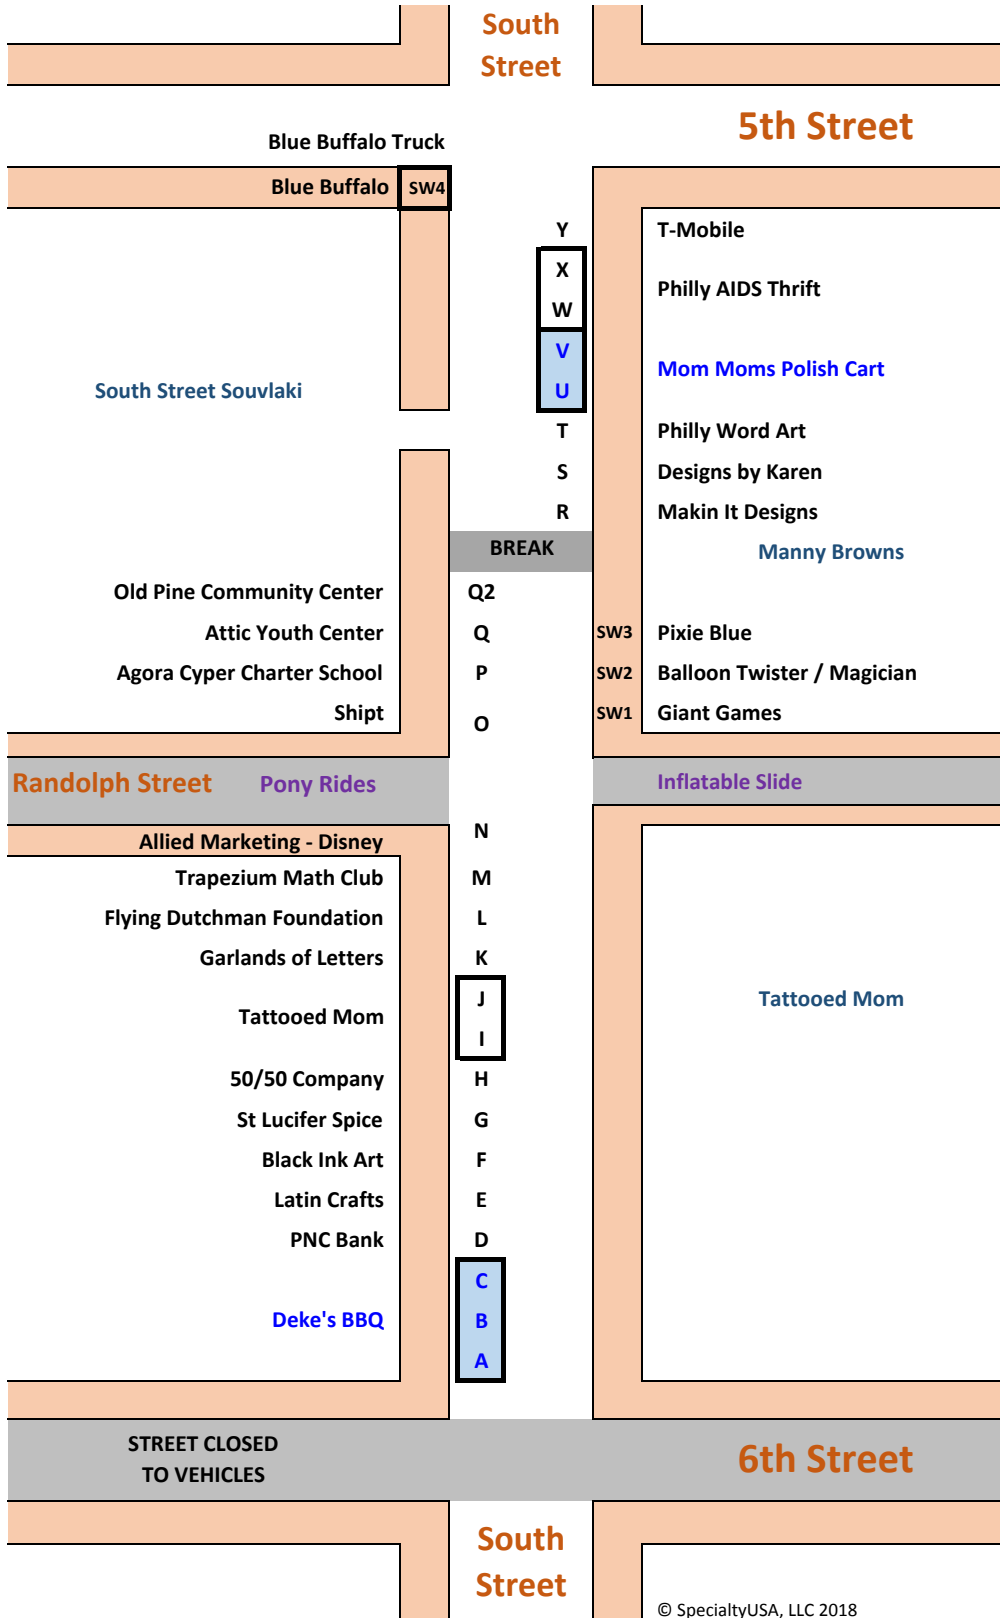 South
Street
5th Street
Blue Buffalo Truck
Blue Buffalo SW4
Y T-Mobile
X
Philly AIDS Thrift
W
V
Mom Moms Polish Cart
South Street Souvlaki U
T Philly Word Art
S Designs by Karen
R Makin It Designs
BREAK Manny Browns
Old Pine Community Center Q2
Attic Youth Center Q SW3 Pixie Blue
Agora Cyper Charter School P SW2 Balloon Twister / Magician
Shipt O SW1 Giant Games
Randolph Street Pony Rides Inflatable Slide
Allied Marketing - Disney N
Trapezium Math Club M
Flying Dutchman Foundation L
Garlands of Letters K
J Tattooed Mom
Tattooed Mom
I
50/50 Company H
St Lucifer Spice G
Black Ink Art F
Latin Crafts E
PNC Bank D
C
Deke's BBQ B
A
STREET CLOSED
TO VEHICLES
6th Street
South
Street
© SpecialtyUSA, LLC 2018